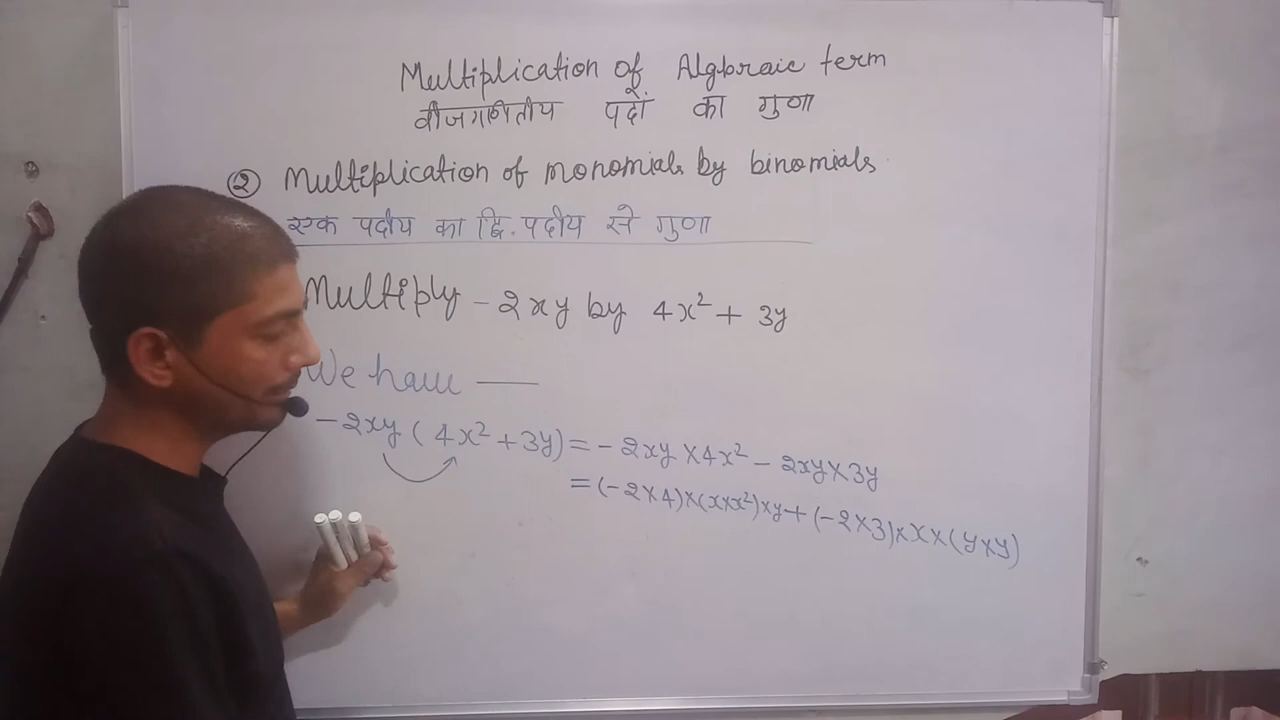 Multiplication of Algbraic term
वीजगणितीय पदों का गुणा
② Multiplication of monomials by binomials.
एक पदीय का द्वि. पदीय से गुणा
Multiply - 2xy by 4x² + 3y
We have —
-2xy (4x² + 3y) = - 2xy × 4x² - 2xy × 3y
= (-2×4)×(x×x²)×y + (-2×3)×x×(y×y)